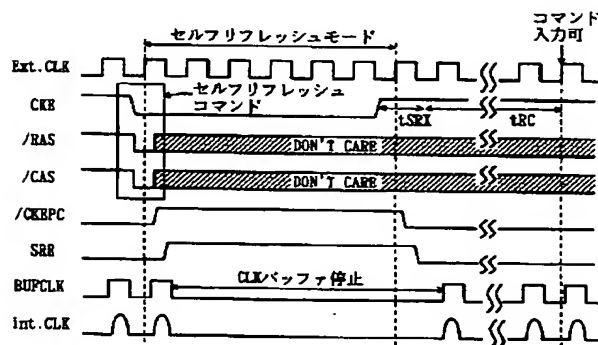 セルフリフレッシュモード
コマンド
入力可
Ext.CLK
セルフリフレッシュ
コマンド
CKE
tSRX
tRC
/RAS
DON'T CARE
/CAS
DON'T CARE
/CKEPC
SRE
CLKバッファ停止
BUFCLK
int.CLK